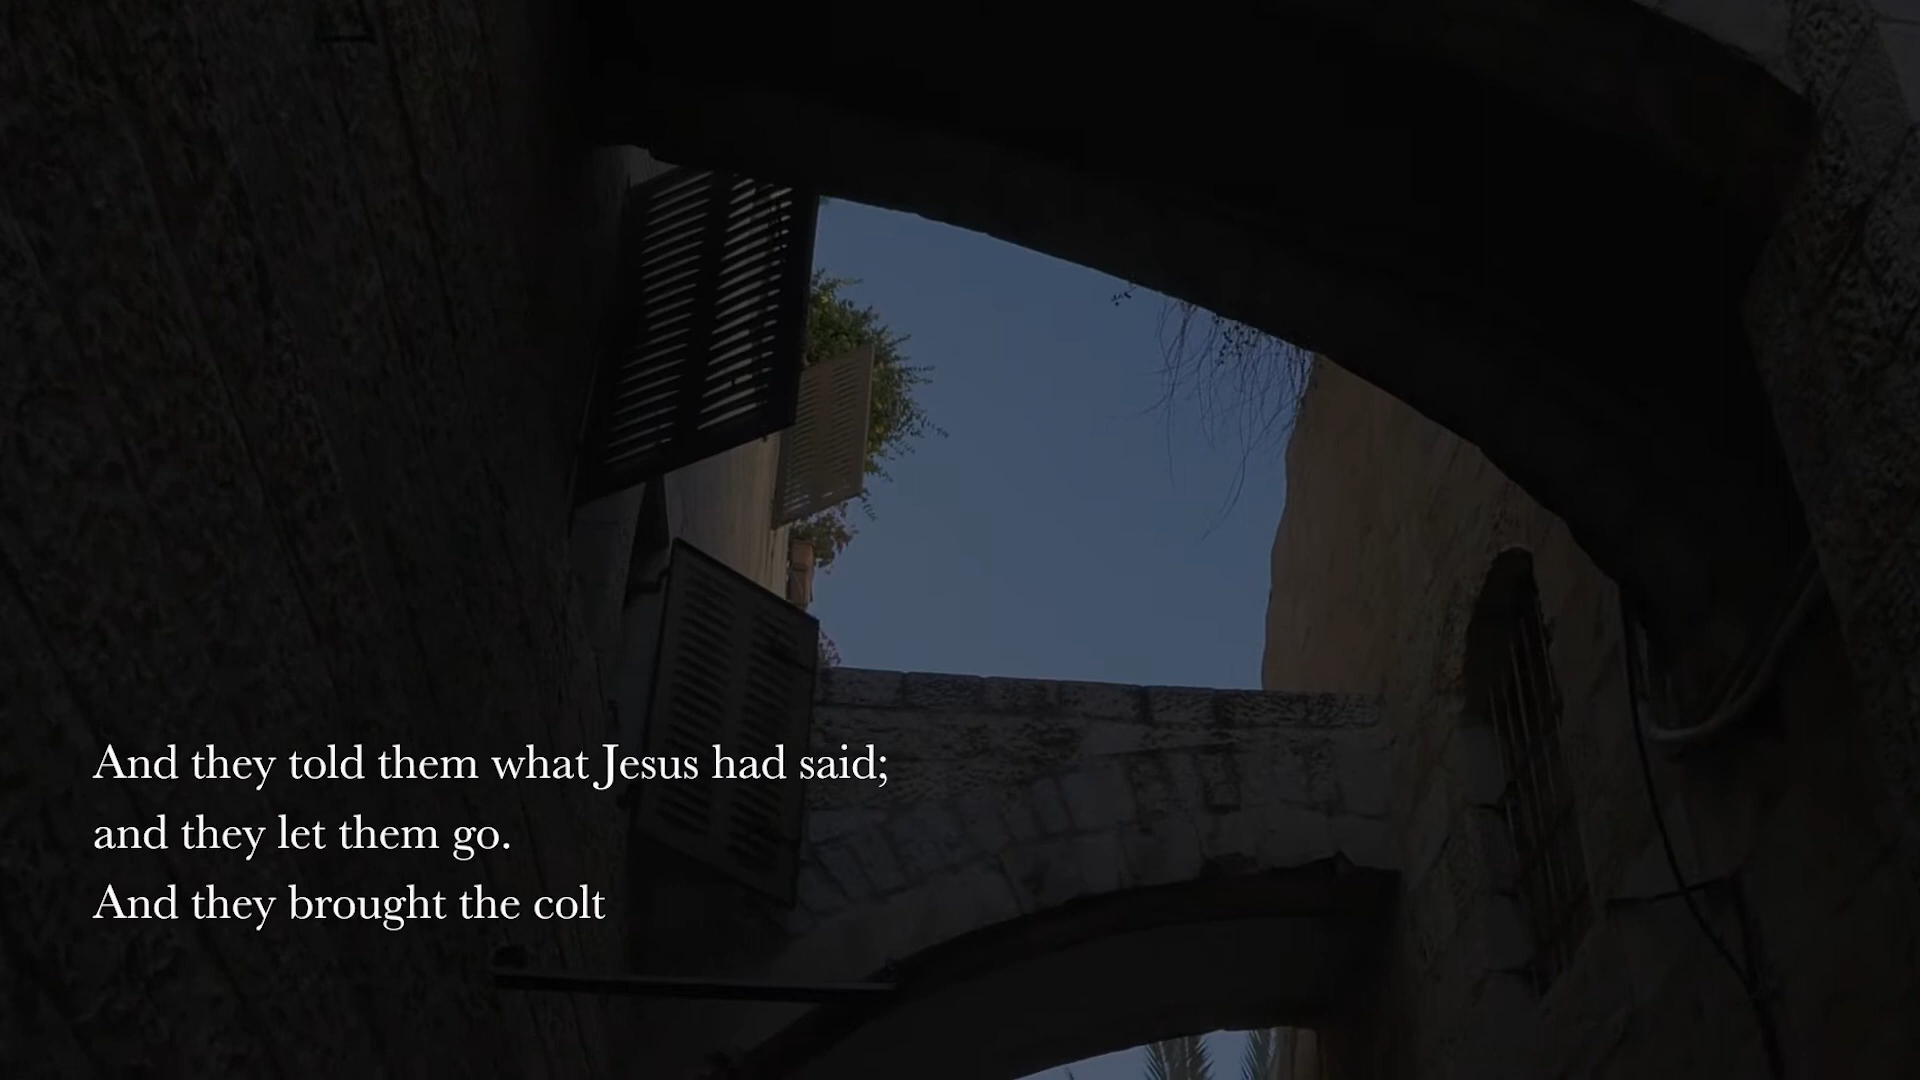 And they told them what Jesus had said;
and they let them go.
And they brought the colt